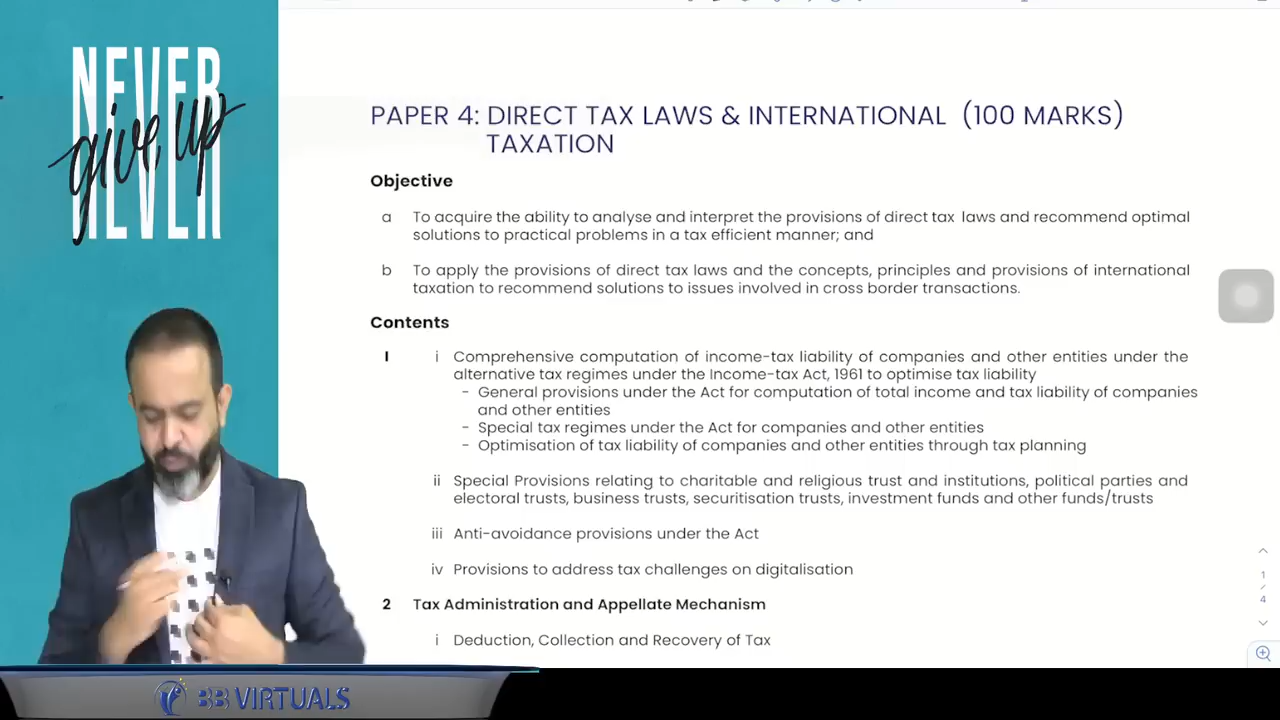 NEVER
give up
NEVER
PAPER 4: DIRECT TAX LAWS & INTERNATIONAL (100 MARKS)
TAXATION
Objective
a To acquire the ability to analyse and interpret the provisions of direct tax laws and recommend optimal
solutions to practical problems in a tax efficient manner; and
b To apply the provisions of direct tax laws and the concepts, principles and provisions of international
taxation to recommend solutions to issues involved in cross border transactions.
Contents
I i Comprehensive computation of income-tax liability of companies and other entities under the
alternative tax regimes under the Income-tax Act, 1961 to optimise tax liability
- General provisions under the Act for computation of total income and tax liability of companies
and other entities
- Special tax regimes under the Act for companies and other entities
- Optimisation of tax liability of companies and other entities through tax planning
ii Special Provisions relating to charitable and religious trust and institutions, political parties and
electoral trusts, business trusts, securitisation trusts, investment funds and other funds/trusts
iii Anti-avoidance provisions under the Act
iv Provisions to address tax challenges on digitalisation
2 Tax Administration and Appellate Mechanism
i Deduction, Collection and Recovery of Tax
1
/
4
BB VIRTUALS